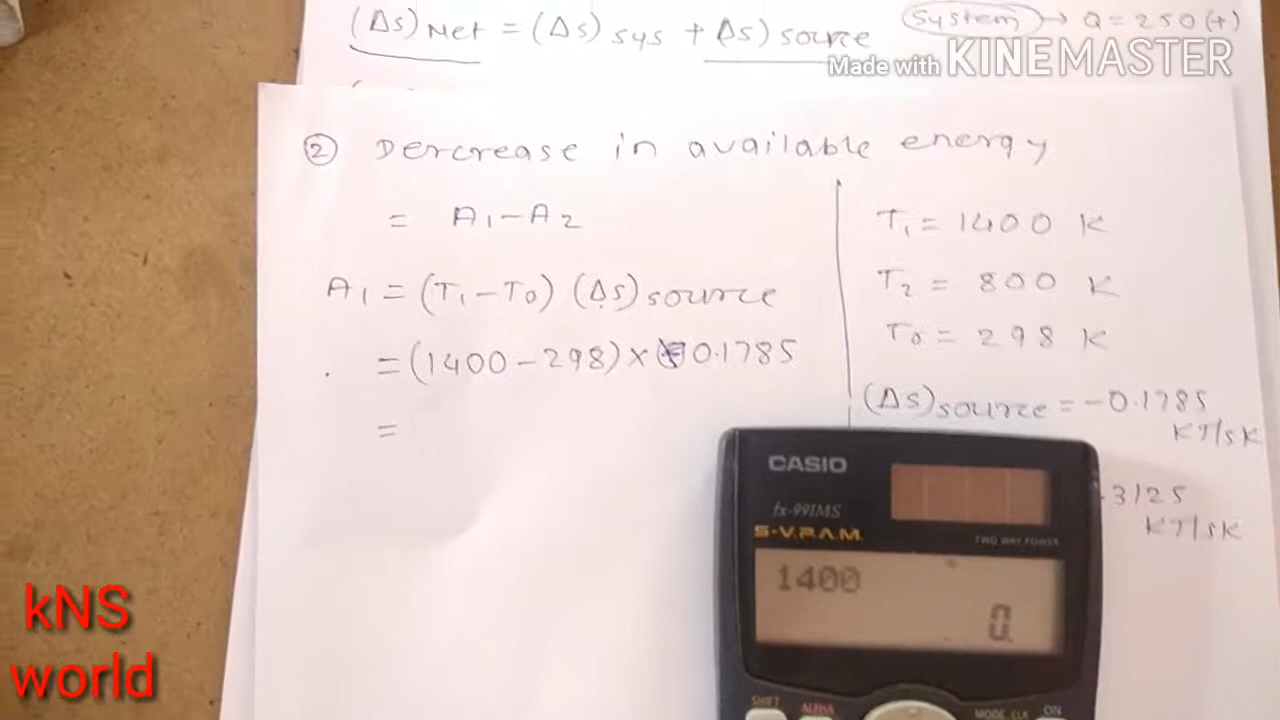 (Δs) Net = (Δs) sys + Δs) source
System → Q = 250 (+)
Made with KINEMASTER
② Dercrease in available energy
= A1 - A2
A1 = (T1 - T0) (Δs) source
= (1400 - 298) × 0.1785
=
T1 = 1400 K
T2 = 800 K
T0 = 298 K
(Δs) source = -0.1785
KJ/sK
.3125
KJ/sK
CASIO
fx-991MS
S-V.P.A.M.
TWO WAY POWER
1400
0.
SHIFT
ALPHA
MODE CLR
ON
kNS
world